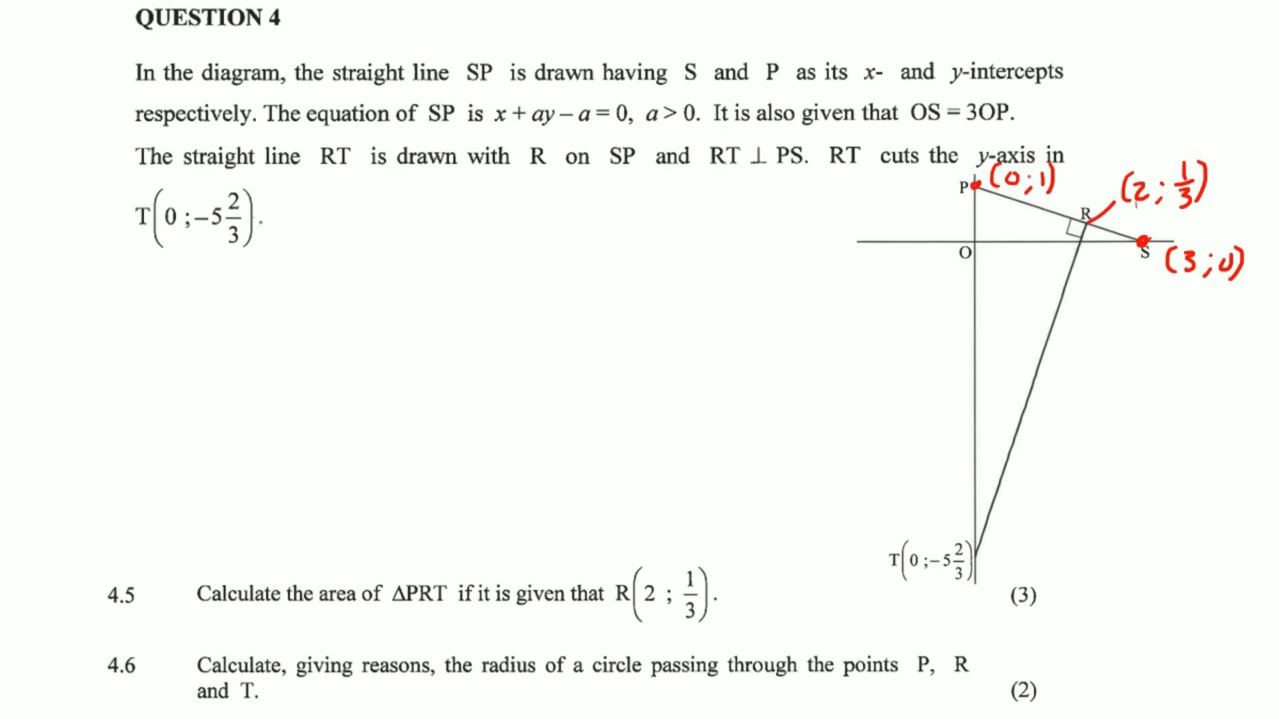 QUESTION 4
In the diagram, the straight line SP is drawn having S and P as its x- and y-intercepts
respectively. The equation of SP is x + ay – a = 0, a > 0. It is also given that OS = 3OP.
The straight line RT is drawn with R on SP and RT ⊥ PS. RT cuts the y-axis in
T(0 ; –5 2/3).
P (0 ; 1)
(2 ; 1/3)
R
O
S (3 ; 0)
T(0 ; –5 2/3)
4.5 Calculate the area of ΔPRT if it is given that R(2 ; 1/3). (3)
4.6 Calculate, giving reasons, the radius of a circle passing through the points P, R
and T. (2)